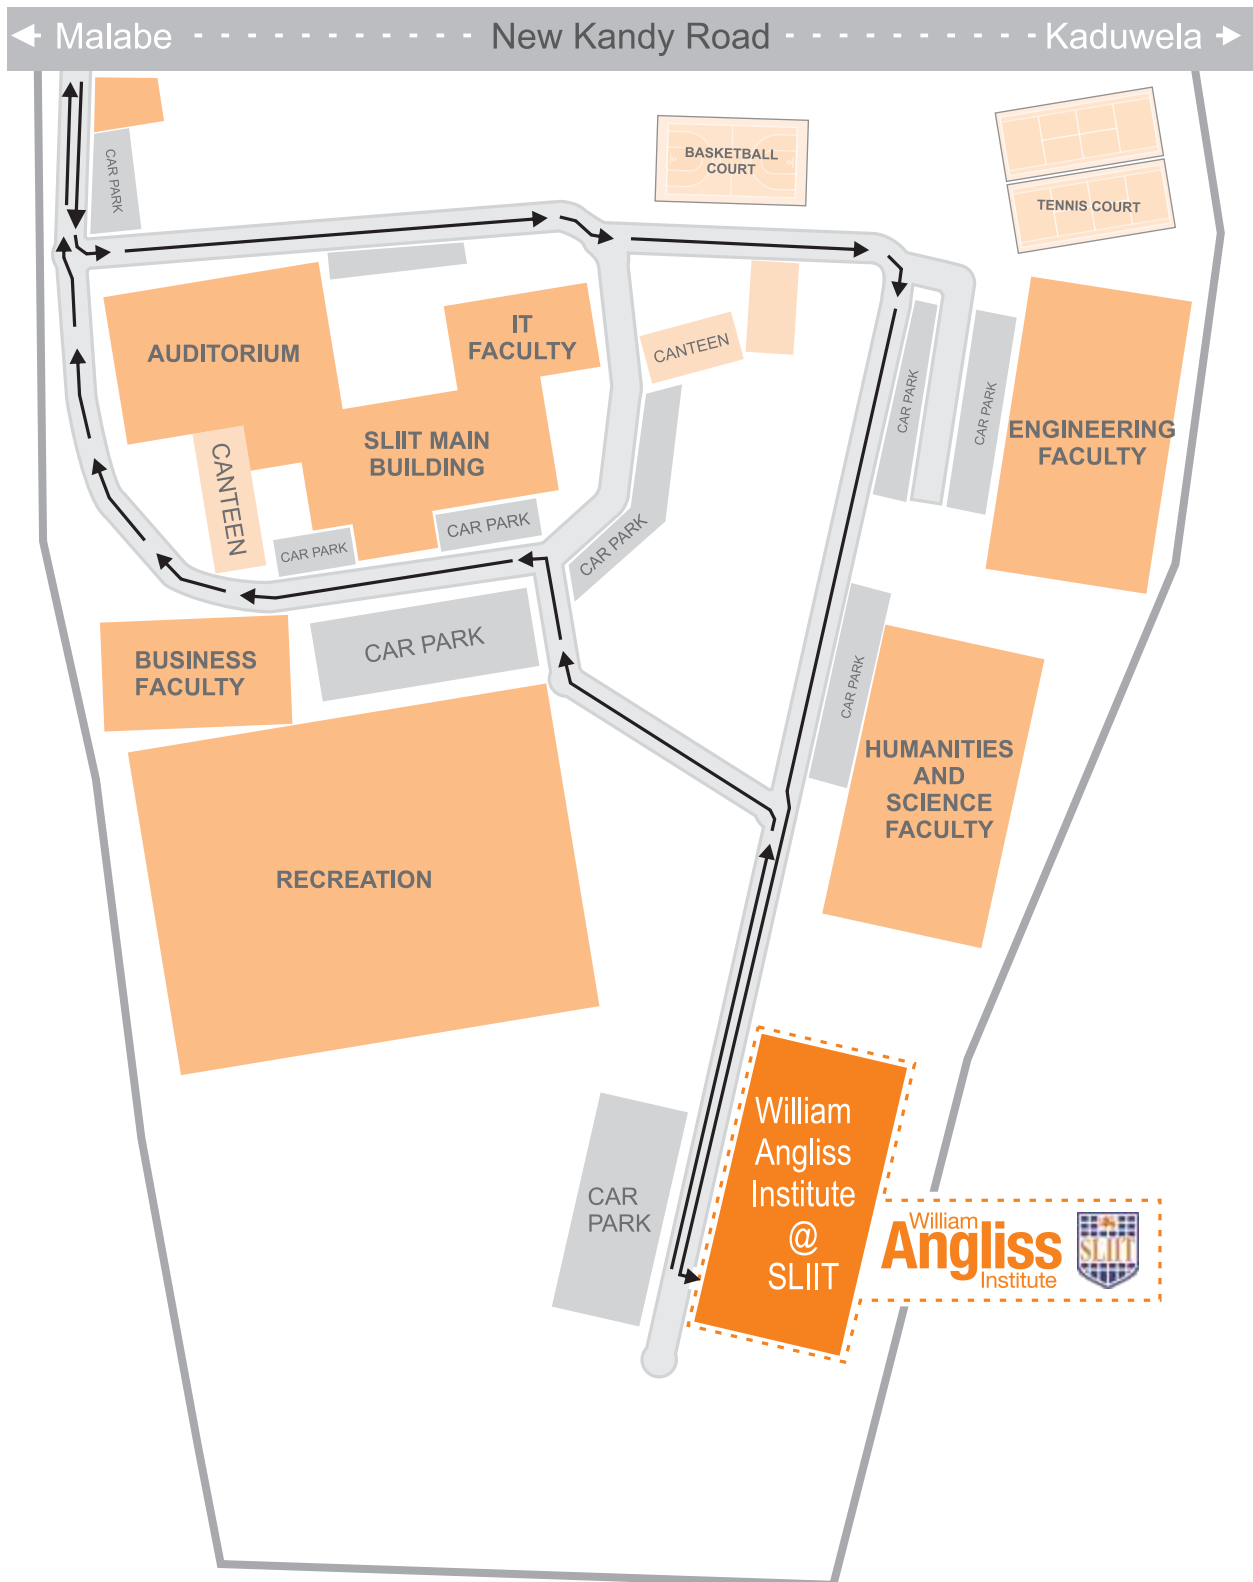 Malabe
New Kandy Road
Kaduwela
CAR PARK
BASKETBALL
COURT
TENNIS COURT
AUDITORIUM
IT
FACULTY
CANTEEN
CAR PARK
CAR PARK
ENGINEERING
FACULTY
SLIIT MAIN
BUILDING
CANTEEN
CAR PARK
CAR PARK
CAR PARK
CAR PARK
BUSINESS
FACULTY
CAR PARK
HUMANITIES
AND
SCIENCE
FACULTY
RECREATION
William
Angliss
Institute
@
SLIIT
CAR
PARK
William
Angliss
Institute
SLIIT